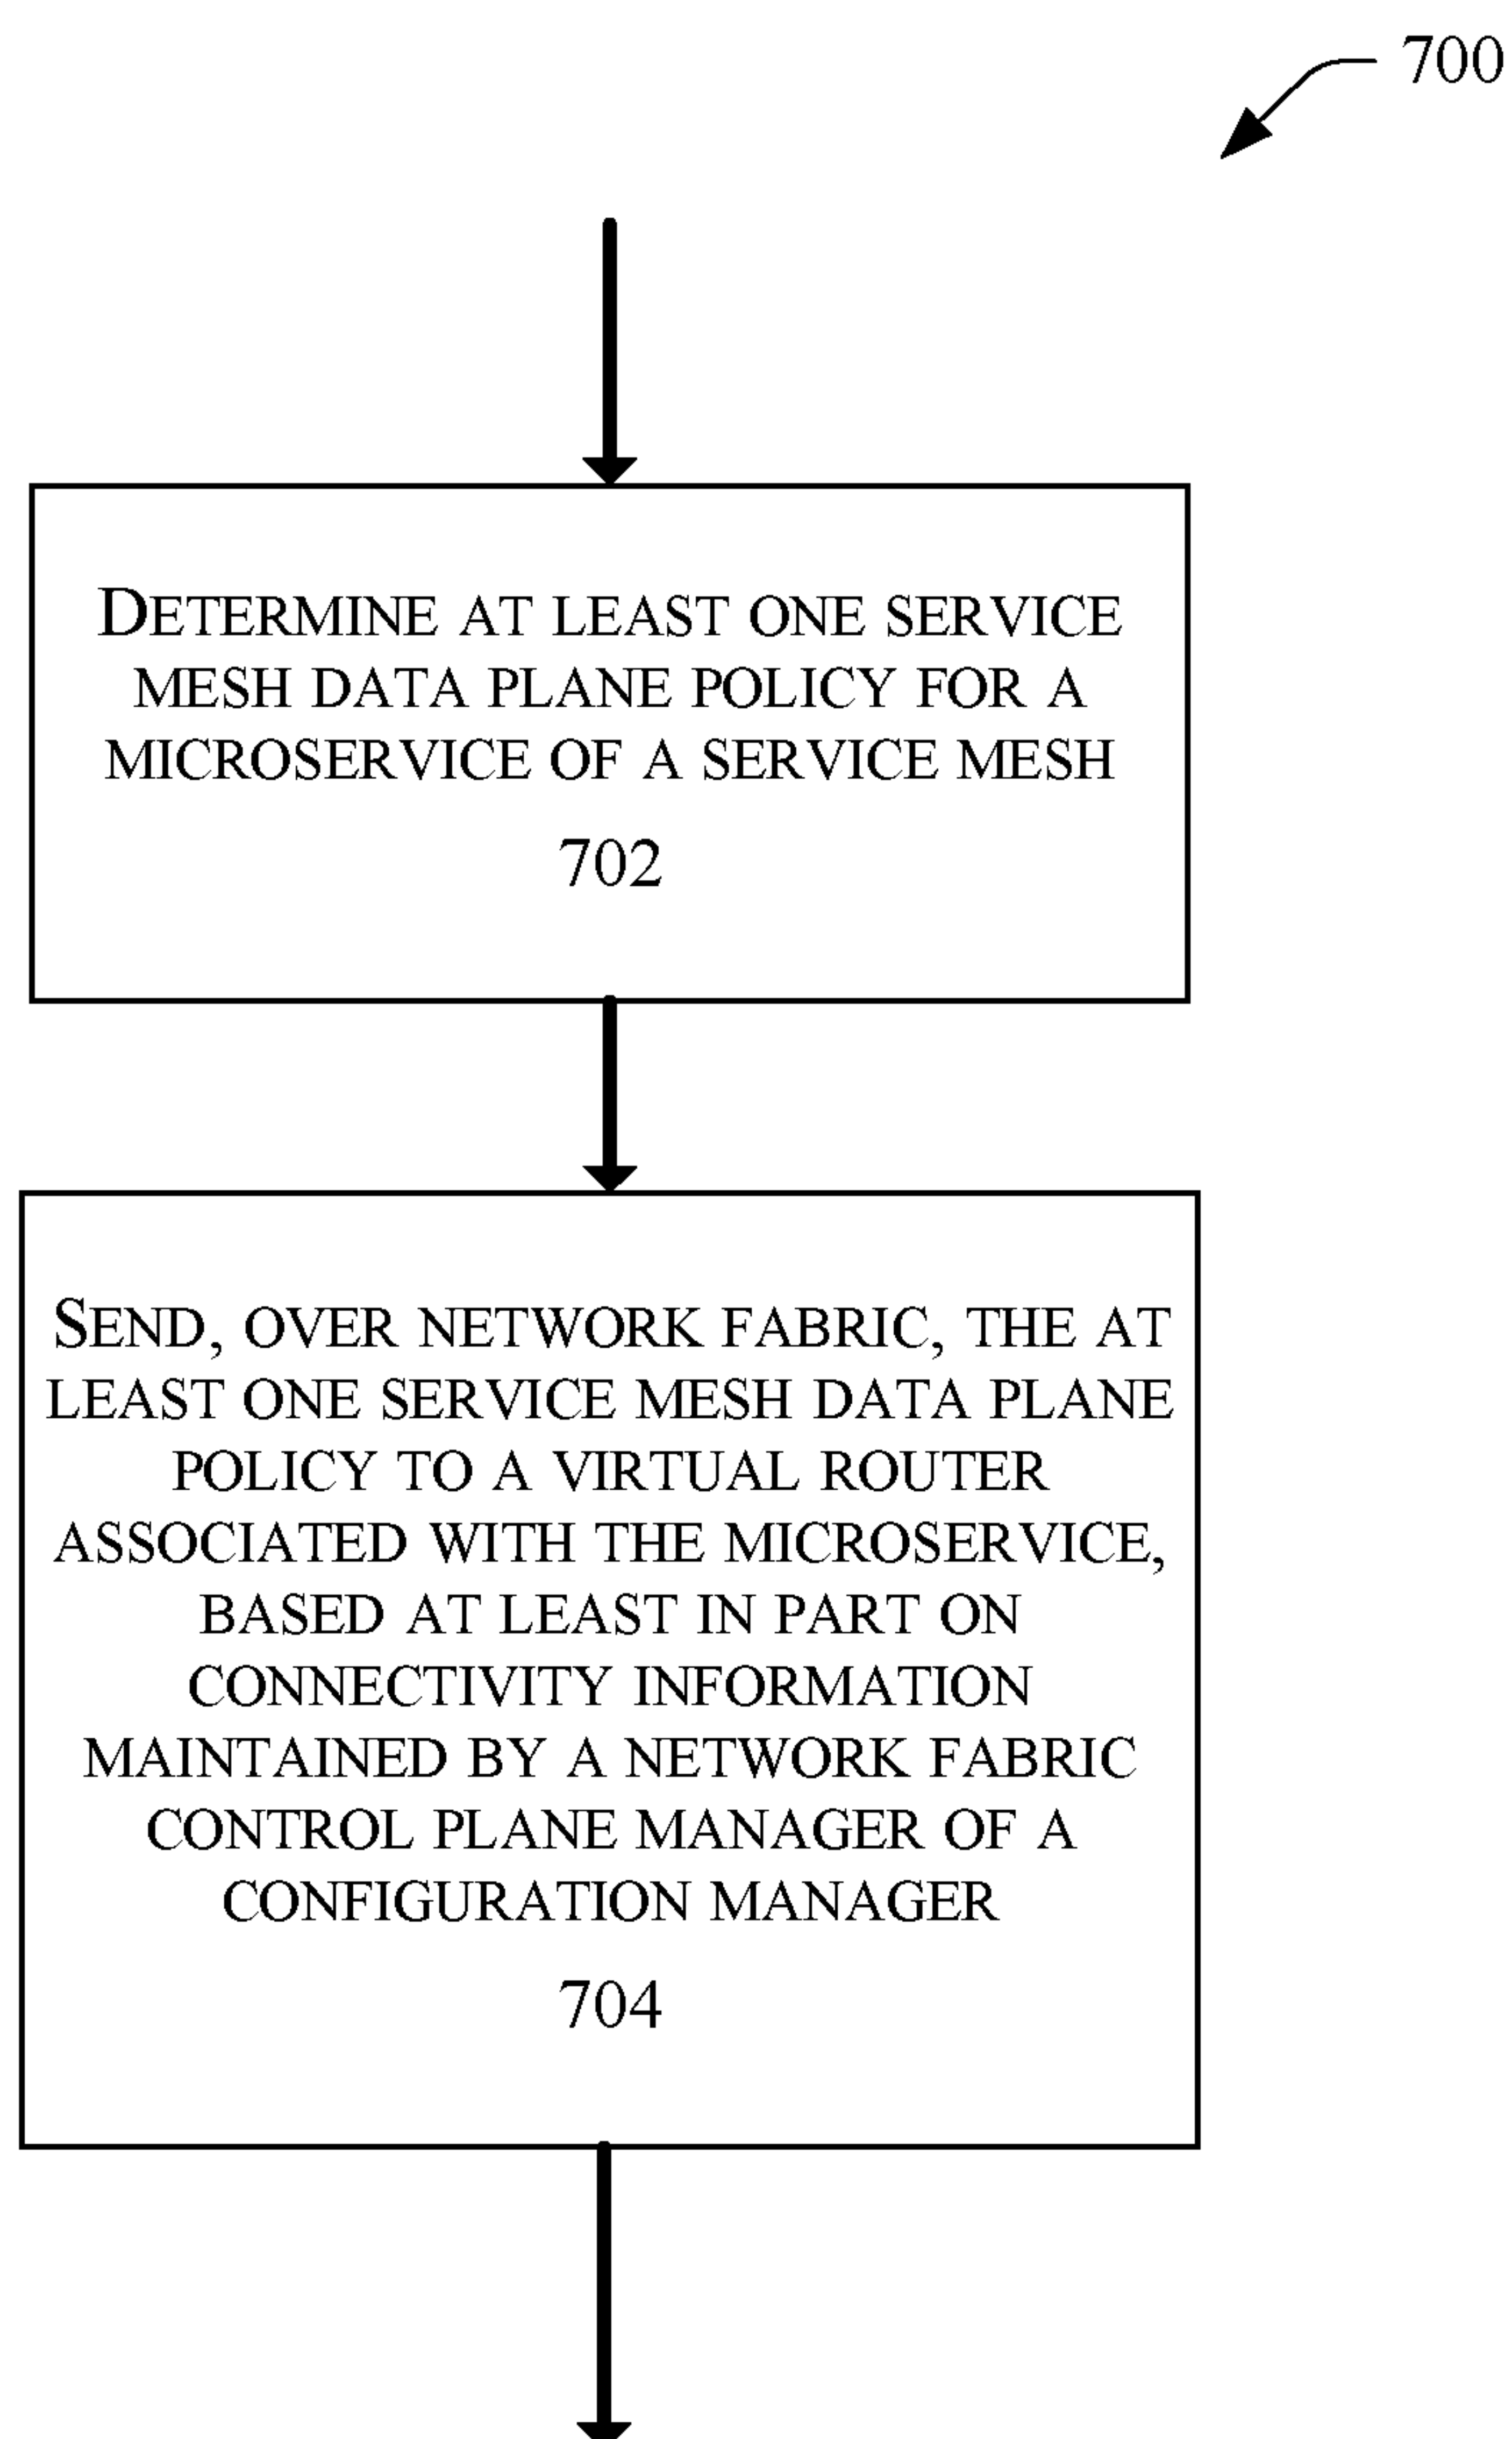 700
DETERMINE AT LEAST ONE SERVICE
MESH DATA PLANE POLICY FOR A
MICROSERVICE OF A SERVICE MESH
702
SEND, OVER NETWORK FABRIC, THE AT
LEAST ONE SERVICE MESH DATA PLANE
POLICY TO A VIRTUAL ROUTER
ASSOCIATED WITH THE MICROSERVICE,
BASED AT LEAST IN PART ON
CONNECTIVITY INFORMATION
MAINTAINED BY A NETWORK FABRIC
CONTROL PLANE MANAGER OF A
CONFIGURATION MANAGER
704